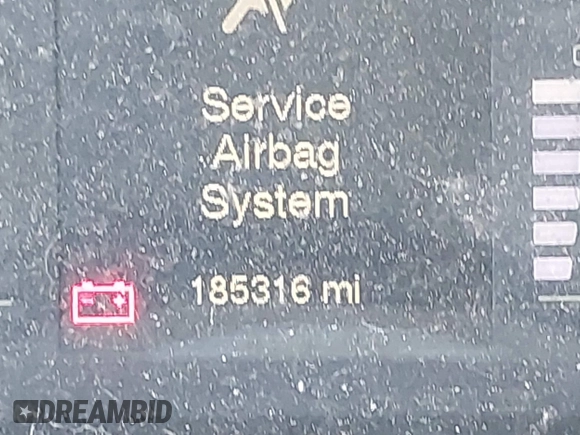 Service
Airbag
System
185316 mi
DREAMBID